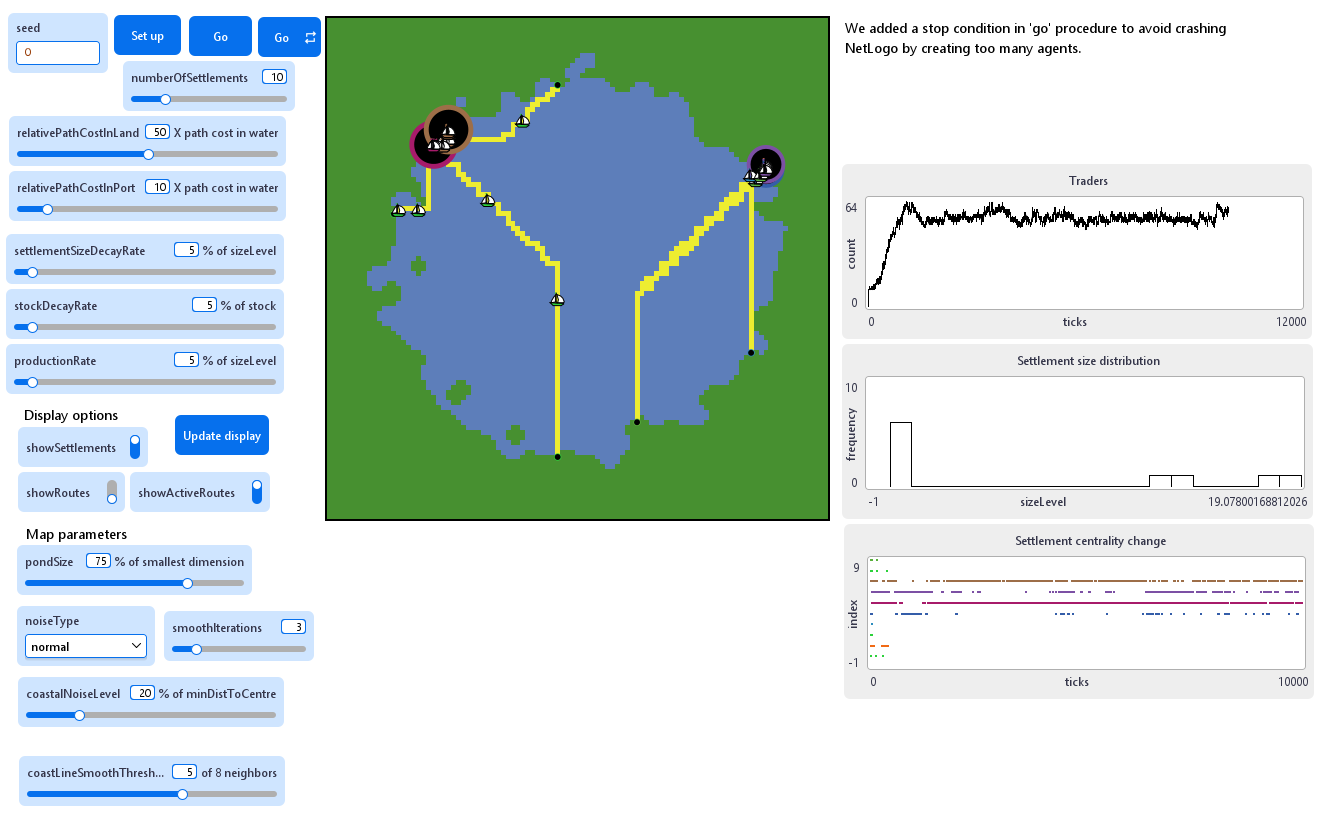 seed
0
Set up
Go
Go
numberOfSettlements 10
relativePathCostInLand 50 X path cost in water
relativePathCostInPort 10 X path cost in water
settlementSizeDecayRate 5 % of sizeLevel
stockDecayRate 5 % of stock
productionRate 5 % of sizeLevel
Display options
showSettlements
Update display
showRoutes
showActiveRoutes
Map parameters
pondSize 75 % of smallest dimension
noiseType
normal
smoothIterations 3
coastalNoiseLevel 20 % of minDistToCentre
coastLineSmoothThresh... 5 of 8 neighbors
We added a stop condition in 'go' procedure to avoid crashing
NetLogo by creating too many agents.
Traders
64
count
0
0 ticks 12000
Settlement size distribution
10
frequency
0
-1 sizeLevel 19.07800168812026
Settlement centrality change
9
index
-1
0 ticks 10000